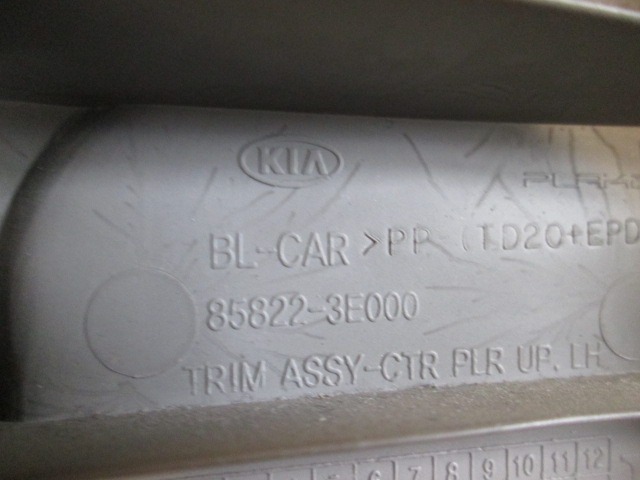 KIA
BL-CAR >PP (TD20+EPD
85822-3E000
TRIM ASSY-CTR PLR UP. LH
6 7 8 9 10 11 12